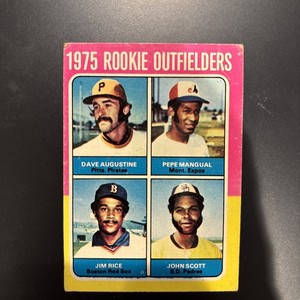 1975 ROOKIE OUTFIELDERS
P
DAVE AUGUSTINE
Pitts. Pirates
PEPE MANGUAL
Mont. Expos
B
JIM RICE
Boston Red Sox
JOHN SCOTT
S.D. Padres